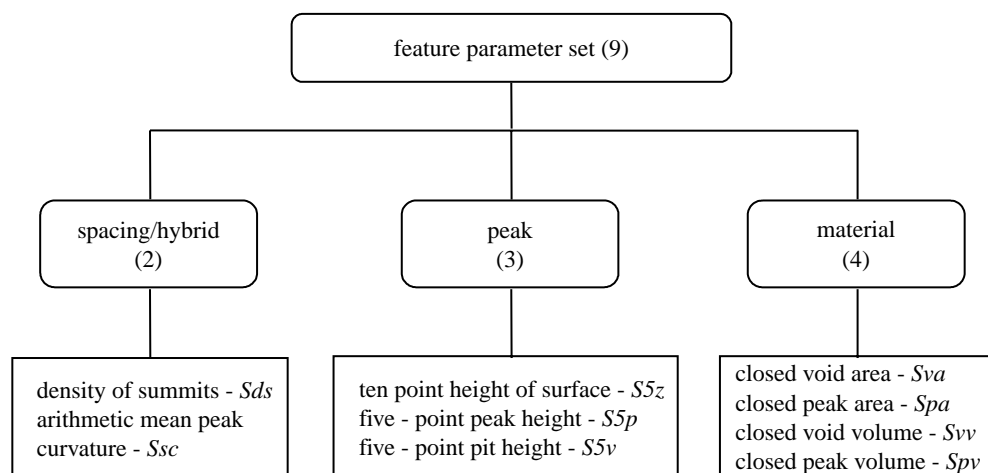 feature parameter set (9)
spacing/hybrid
(2)
peak
(3)
material
(4)
density of summits - Sds
arithmetic mean peak
curvature - Ssc
ten point height of surface - S5z
five - point peak height - S5p
five - point pit height - S5v
closed void area - Sva
closed peak area - Spa
closed void volume - Svv
closed peak volume - Spv